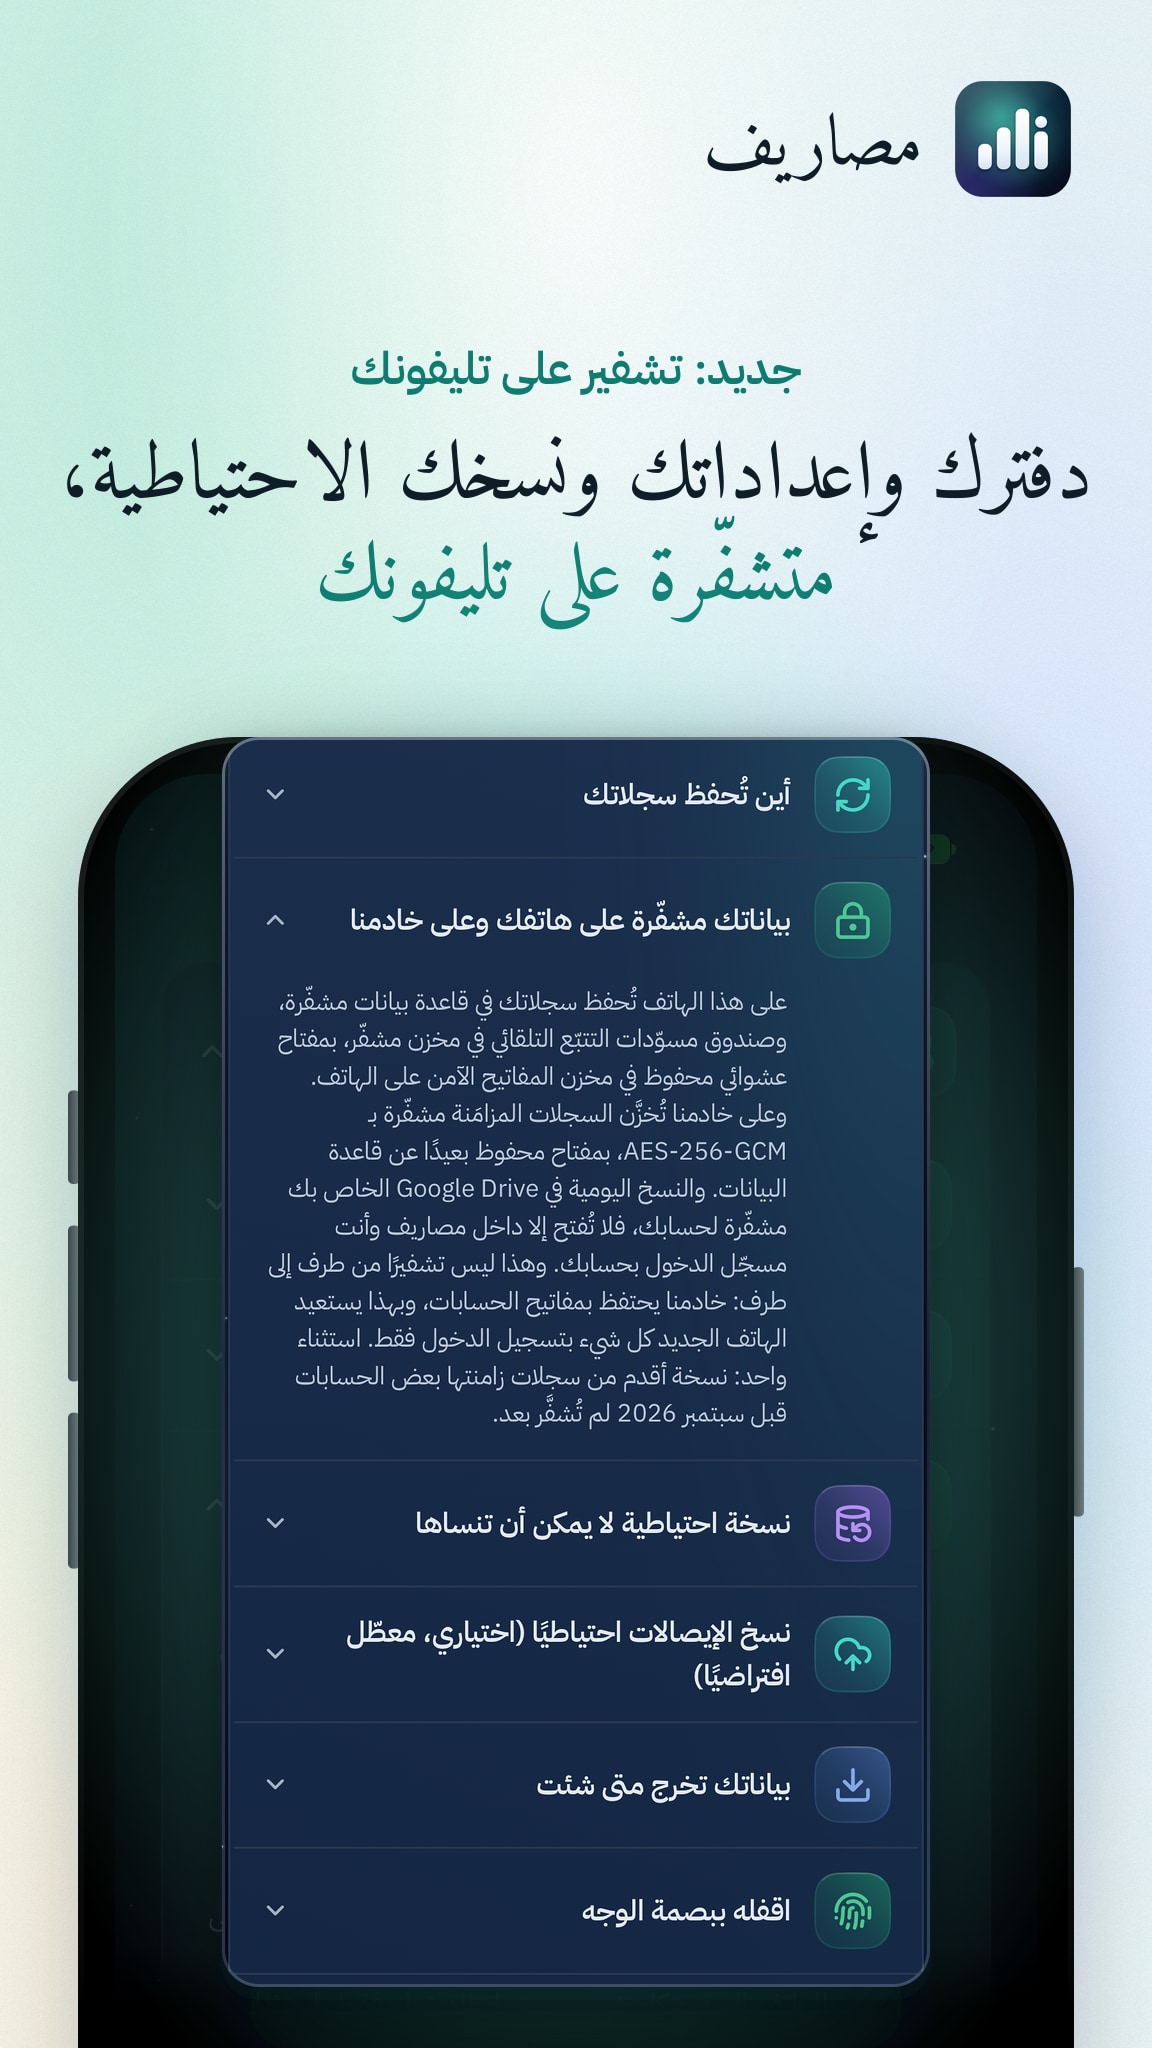 مصاريف
جديد: تشفير على تليفونك
دفترك وإعداداتك ونسخك الاحتياطية،
متشفّرة على تليفونك
أين تُحفظ سجلاتك
بياناتك مشفّرة على هاتفك وعلى خادمنا
على هذا الهاتف تُحفظ سجلاتك في قاعدة بيانات مشفّرة،
وصندوق مسوّدات التتبّع التلقائي في مخزن مشفّر، بمفتاح
عشوائي محفوظ في مخزن المفاتيح الآمن على الهاتف.
وعلى خادمنا تُخزَّن السجلات المزامَنة مشفّرة بـ
AES-256-GCM، بمفتاح محفوظ بعيدًا عن قاعدة
البيانات. والنسخ اليومية في Google Drive الخاص بك
مشفّرة لحسابك، فلا تُفتح إلا داخل مصاريف وأنت
مسجّل الدخول بحسابك. وهذا ليس تشفيرًا من طرف إلى
طرف: خادمنا يحتفظ بمفاتيح الحسابات، وبهذا يستعيد
الهاتف الجديد كل شيء بتسجيل الدخول فقط. استثناء
واحد: نسخة أقدم من سجلات زامنتها بعض الحسابات
قبل سبتمبر 2026 لم تُشفَّر بعد.
نسخة احتياطية لا يمكن أن تنساها
نسخ الإيصالات احتياطيًا (اختياري، معطّل
افتراضيًا)
بياناتك تخرج متى شئت
اقفله ببصمة الوجه